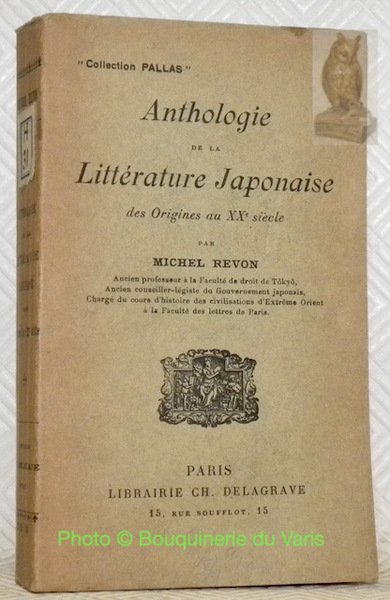 "Collection PALLAS"
Anthologie
DE LA
Littérature Japonaise
des Origines au XXe siècle
PAR
MICHEL REVON
Ancien professeur à la Faculté de droit de Tôkyô,
Ancien conseiller-légiste du Gouvernement japonais,
Chargé du cours d'histoire des civilisations d'Extrême Orient
à la Faculté des lettres de Paris.
PARIS
LIBRAIRIE CH. DELAGRAVE
15, RUE SOUFFLOT, 15
Photo © Bouquinerie du Varis